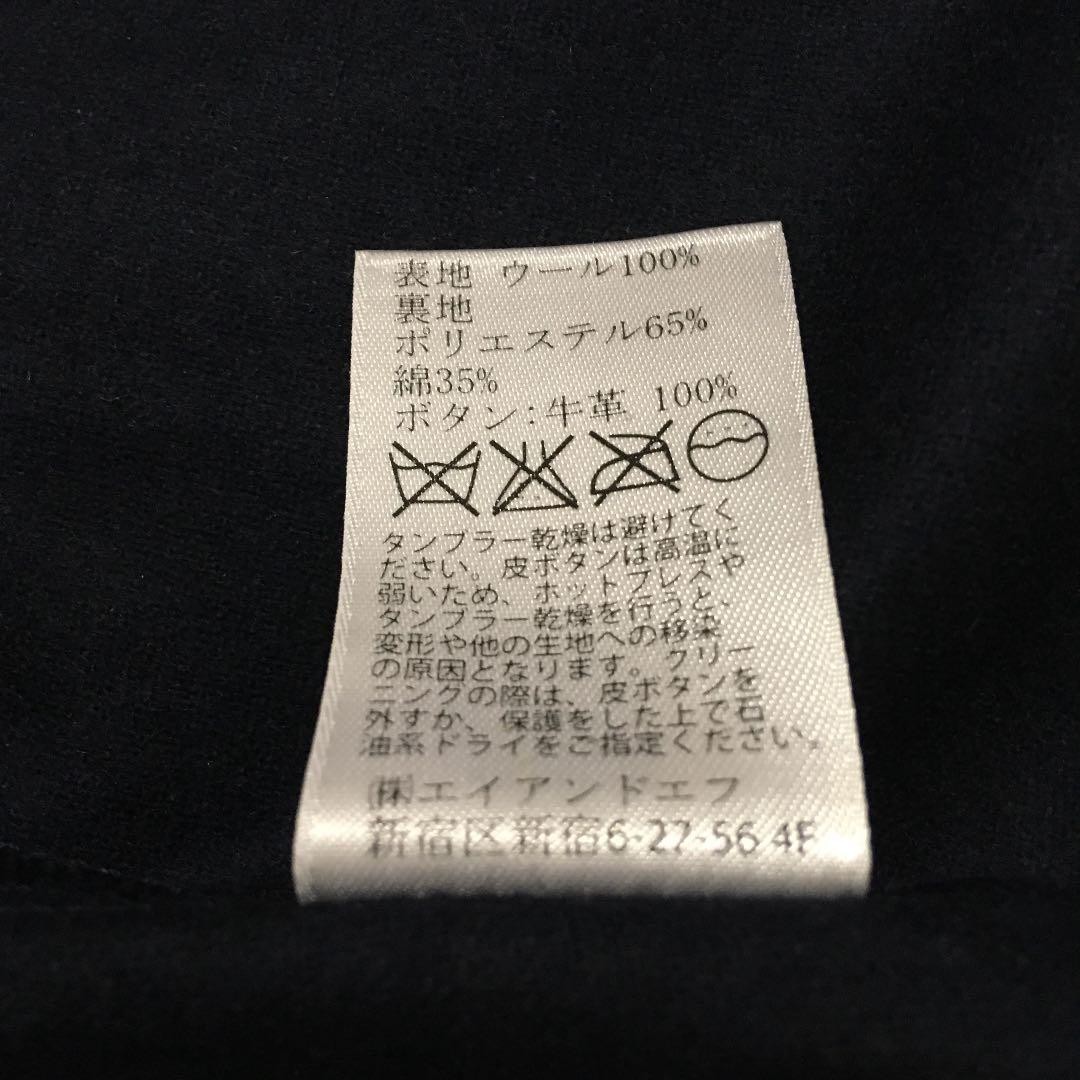 表地 ウール100%
裏地
ポリエステル65%
綿35%
ボタン:牛革 100%
タンブラー乾燥は避けてく
ださい。皮ボタンは高温に
弱いため、ホットプレスや
タンブラー乾燥を行うと、
変形や他の生地への移染
の原因となります。クリー
ニングの際は、皮ボタンを
外すか、保護をした上で石
油系ドライをご指定ください。
㈱エイアンドエフ
新宿区新宿6-27-56 4F